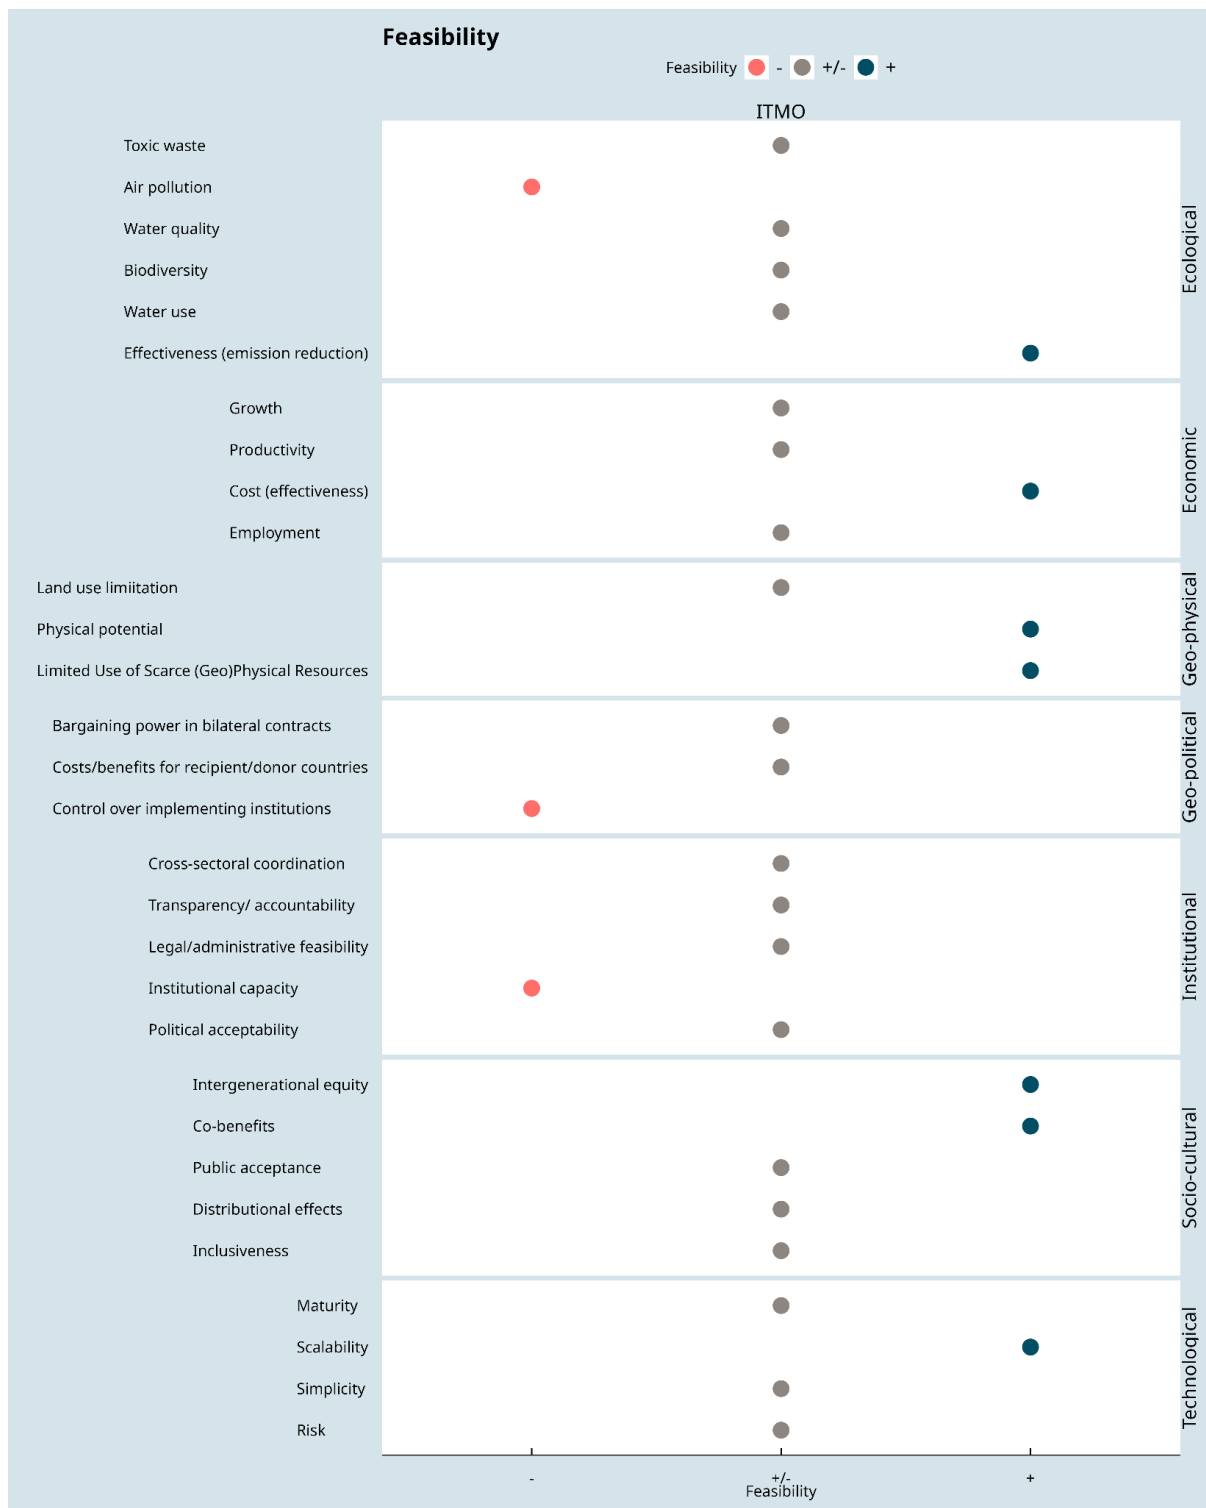 Feasibility
Feasibility - +/- +
ITMO
Toxic waste
Air pollution
Water quality
Biodiversity
Water use
Effectiveness (emission reduction)
Ecological
Growth
Productivity
Cost (effectiveness)
Employment
Economic
Land use limiitation
Physical potential
Limited Use of Scarce (Geo)Physical Resources
Geo-physical
Bargaining power in bilateral contracts
Costs/benefits for recipient/donor countries
Control over implementing institutions
Geo-political
Cross-sectoral coordination
Transparency/ accountability
Legal/administrative feasibility
Institutional capacity
Political acceptability
Institutional
Intergenerational equity
Co-benefits
Public acceptance
Distributional effects
Inclusiveness
Socio-cultural
Maturity
Scalability
Simplicity
Risk
Technological
- +/- +
Feasibility